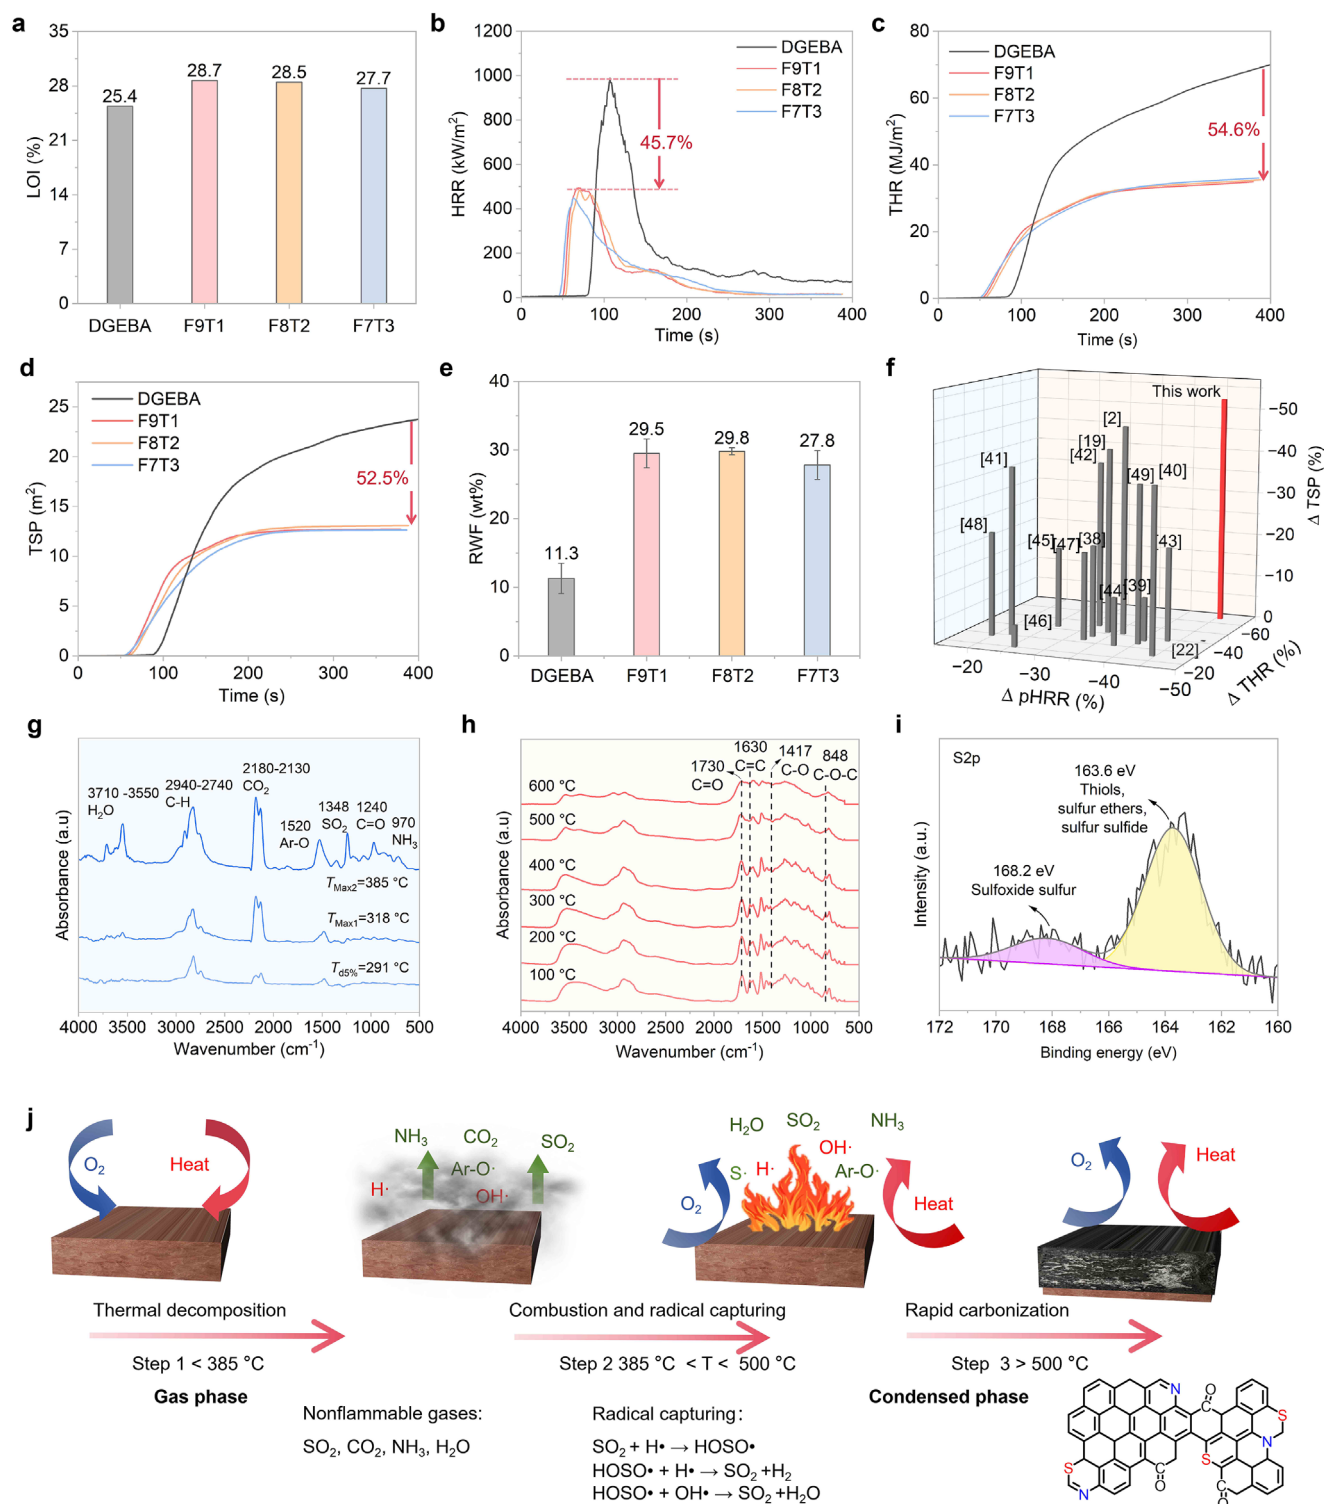 a
35
28
21
14
7
0
LOI (%)
25.4
28.7
28.5
27.7
DGEBA
F9T1
F8T2
F7T3
b
1200
1000
800
600
400
200
0
HRR (kW/m2)
DGEBA
F9T1
F8T2
F7T3
45.7%
0
100
200
300
400
Time (s)
c
80
60
40
20
0
THR (MJ/m2)
DGEBA
F9T1
F8T2
F7T3
54.6%
0
100
200
300
400
Time (s)
d
25
20
15
10
5
0
TSP (m2)
DGEBA
F9T1
F8T2
F7T3
52.5%
0
100
200
300
400
Time (s)
e
40
30
20
10
0
RWF (wt%)
11.3
29.5
29.8
27.8
DGEBA
F9T1
F8T2
F7T3
f
This work
[2]
[19]
[42]
[41]
[49]
[40]
[48]
[45]
[47]
[38]
[43]
[44]
[39]
[46]
[22]
−50
−40
−30
−20
−10
0
Δ TSP (%)
−60
−40
−20
Δ THR (%)
−20
−30
−40
−50
Δ pHRR (%)
g
3710 -3550
H2O
2940-2740
C-H
2180-2130
CO2
1520
Ar-O
1348
SO2
1240
C=O
970
NH3
TMax2=385 °C
TMax1=318 °C
Td5%=291 °C
Absorbance (a.u)
4000 3500 3000 2500 2000 1500 1000 500
Wavenumber (cm-1)
h
1730
C=O
1630
C=C
1417
C-O
848
C-O-C
600 °C
500 °C
400 °C
300 °C
200 °C
100 °C
Absorbance (a.u)
4000 3500 3000 2500 2000 1500 1000 500
Wavenumber (cm-1)
i
S2p
163.6 eV
Thiols,
sulfur ethers,
sulfur sulfide
168.2 eV
Sulfoxide sulfur
Intensity (a.u.)
172 170 168 166 164 162 160
Binding energy (eV)
j
O2
Heat
NH3
CO2
SO2
Ar-O·
H·
OH·
H2O
SO2
NH3
OH·
S·
H·
Ar-O·
O2
Heat
O2
Heat
Thermal decomposition
Combustion and radical capturing
Rapid carbonization
Step 1 < 385 °C
Step 2 385 °C < T < 500 °C
Step 3 > 500 °C
Gas phase
Condensed phase
Nonflammable gases:
SO2, CO2, NH3, H2O
Radical capturing:
SO2 + H• → HOSO•
HOSO• + H• → SO2 +H2
HOSO• + OH• → SO2 +H2O
N
C
O
S
N
S
S
N
C
O
C
O